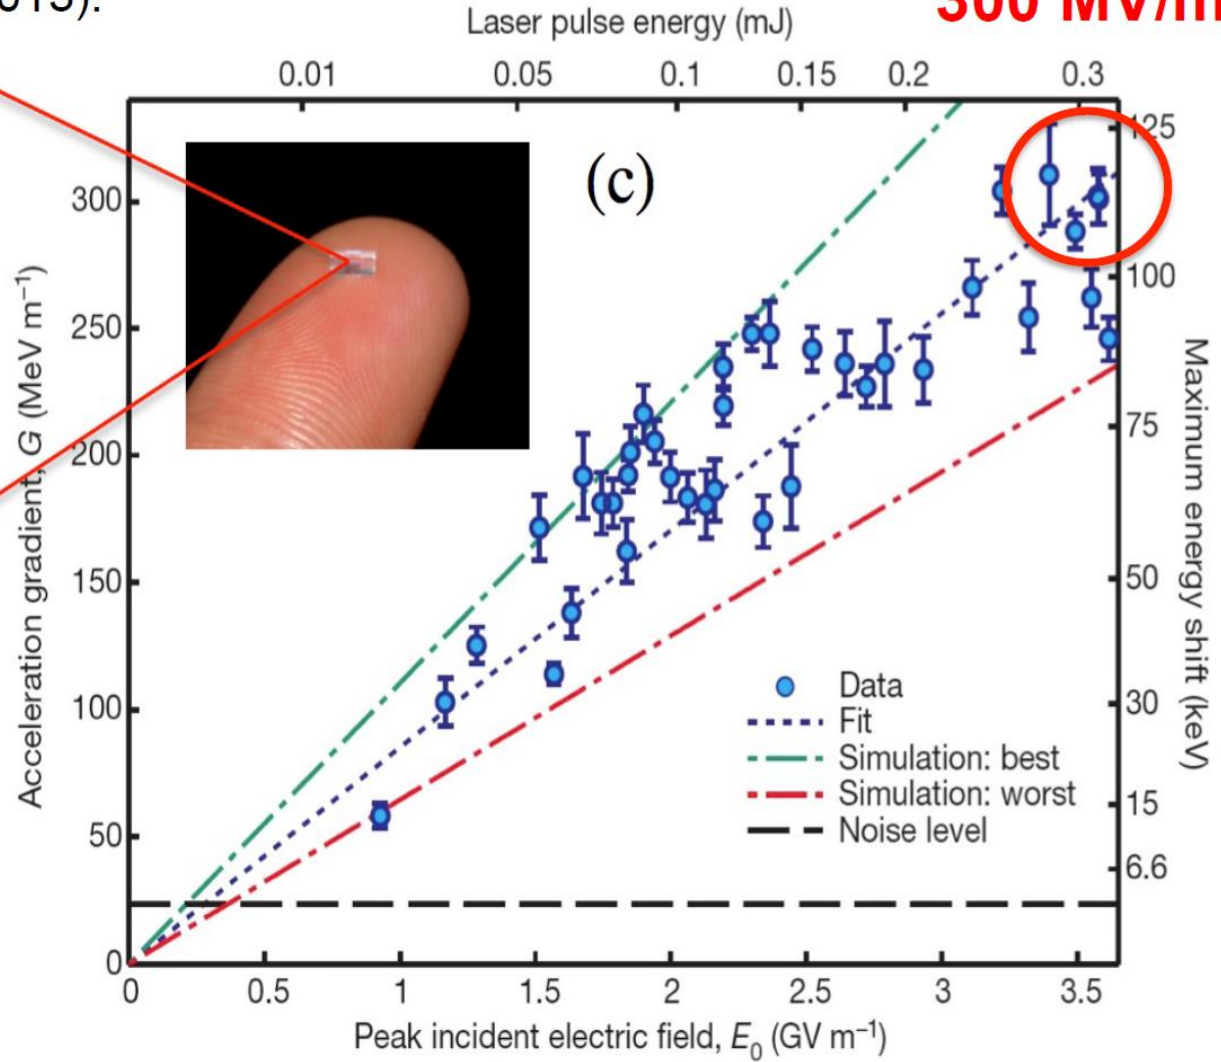 Laser pulse energy (mJ)
0.01 0.05 0.1 0.15 0.2 0.3
(c)
Acceleration gradient, G (MeV m⁻¹)
300
250
200
150
100
50
0
125
100
75
50
30
15
6.6
Maximum energy shift (keV)
Data
Fit
Simulation: best
Simulation: worst
Noise level
0 0.5 1 1.5 2 2.5 3 3.5
Peak incident electric field, E₀ (GV m⁻¹)